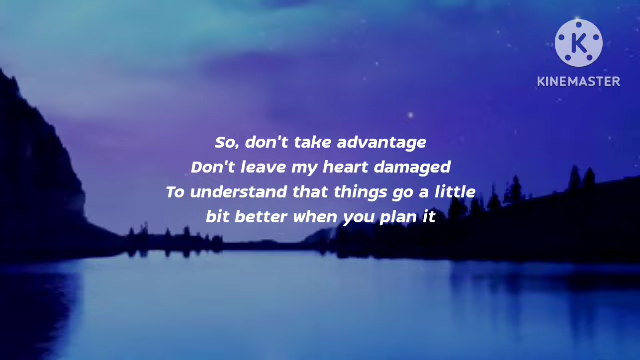 KINEMASTER
So, don't take advantage
Don't leave my heart damaged
To understand that things go a little
bit better when you plan it